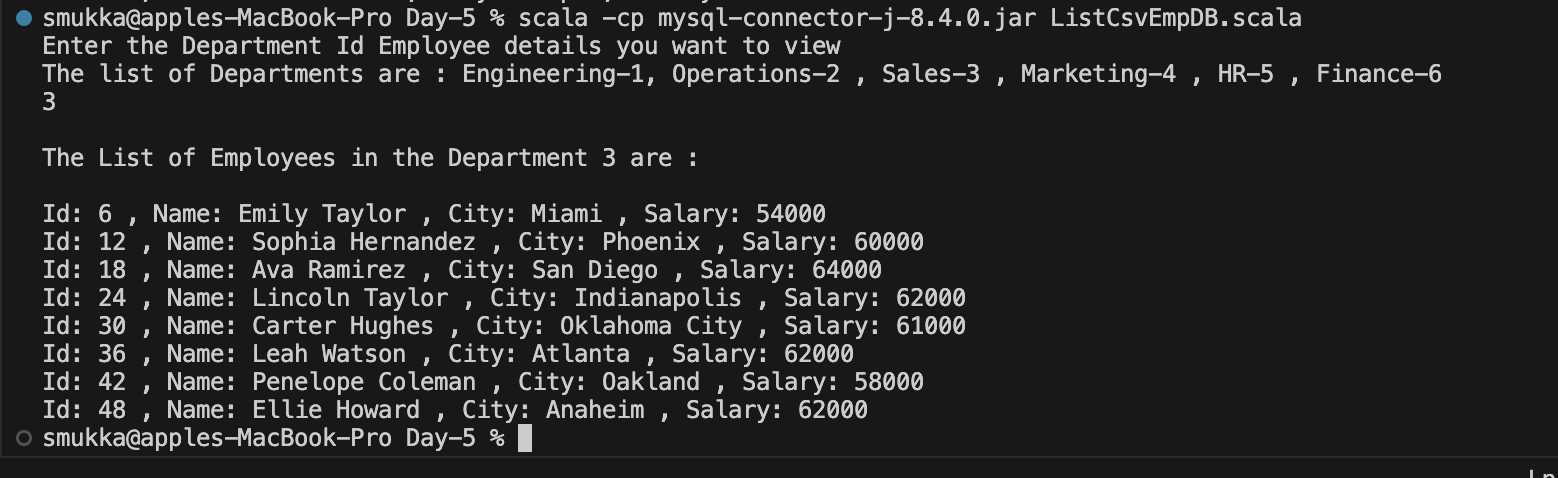 smukka@apples-MacBook-Pro Day-5 % scala -cp mysql-connector-j-8.4.0.jar ListCsvEmpDB.scala
Enter the Department Id Employee details you want to view
The list of Departments are : Engineering-1, Operations-2 , Sales-3 , Marketing-4 , HR-5 , Finance-6
3
The List of Employees in the Department 3 are :
Id: 6 , Name: Emily Taylor , City: Miami , Salary: 54000
Id: 12 , Name: Sophia Hernandez , City: Phoenix , Salary: 60000
Id: 18 , Name: Ava Ramirez , City: San Diego , Salary: 64000
Id: 24 , Name: Lincoln Taylor , City: Indianapolis , Salary: 62000
Id: 30 , Name: Carter Hughes , City: Oklahoma City , Salary: 61000
Id: 36 , Name: Leah Watson , City: Atlanta , Salary: 62000
Id: 42 , Name: Penelope Coleman , City: Oakland , Salary: 58000
Id: 48 , Name: Ellie Howard , City: Anaheim , Salary: 62000
smukka@apples-MacBook-Pro Day-5 %